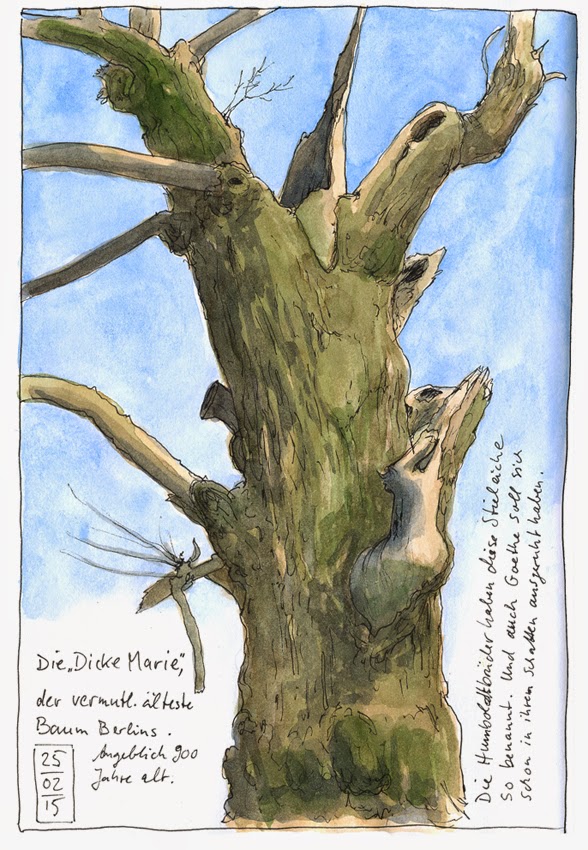 Die „Dicke Marie",
der vermutl. älteste
Baum Berlins.
Angeblich 900
Jahre alt.
25
02
15
Die Humboldtbrüder haben diese Stieleiche
so benannt. Und auch Goethe soll sich
schon in ihrem Schatten ausgeruht haben.